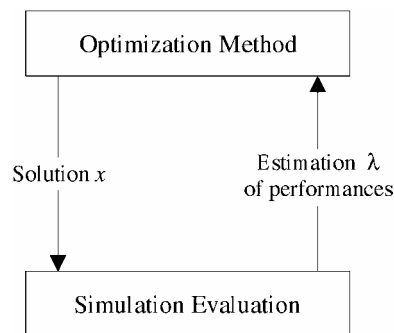 Optimization Method
Solution x
Estimation λ
of performances
Simulation Evaluation